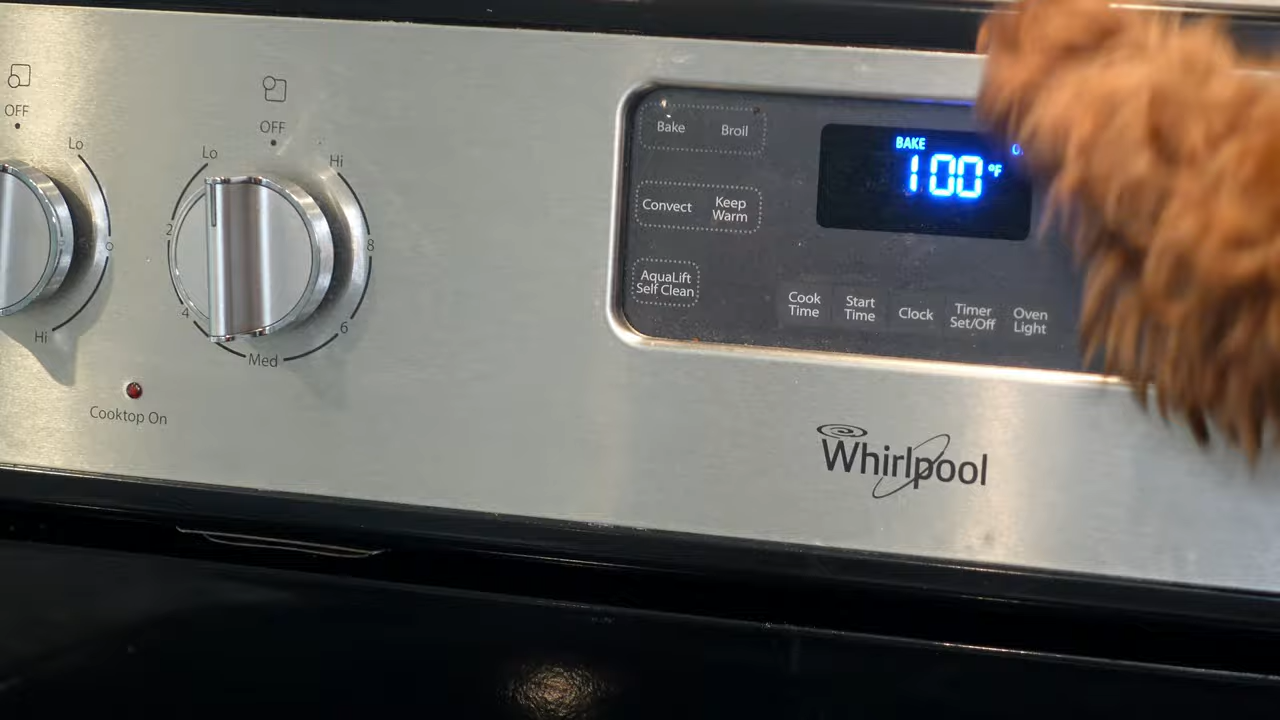 OFF
Lo
Hi
OFF
Lo
Hi
2
8
4
6
Med
Cooktop On
Bake
Broil
Convect
Keep
Warm
AquaLift
Self Clean
BAKE
100 °F
Cook
Time
Start
Time
Clock
Timer
Set/Off
Oven
Light
Whirlpool